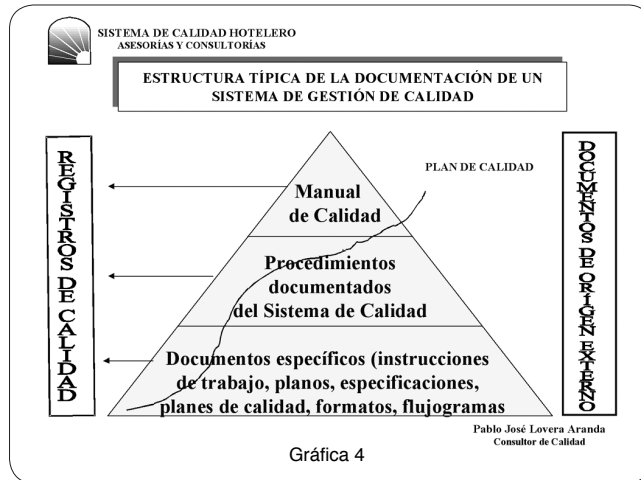 SISTEMA DE CALIDAD HOTELERO
ASESORÍAS Y CONSULTORÍAS
ESTRUCTURA TÍPICA DE LA DOCUMENTACIÓN DE UN
SISTEMA DE GESTIÓN DE CALIDAD
REGISTROS DE CALIDAD
PLAN DE CALIDAD
Manual
de Calidad
Procedimientos
documentados
del Sistema de Calidad
Documentos específicos (instrucciones
de trabajo, planos, especificaciones,
planes de calidad, formatos, flujogramas
DOCUMENTOS DE ORÍGEN EXTERNO
Pablo José Lovera Aranda
Consultor de Calidad
Gráfica 4